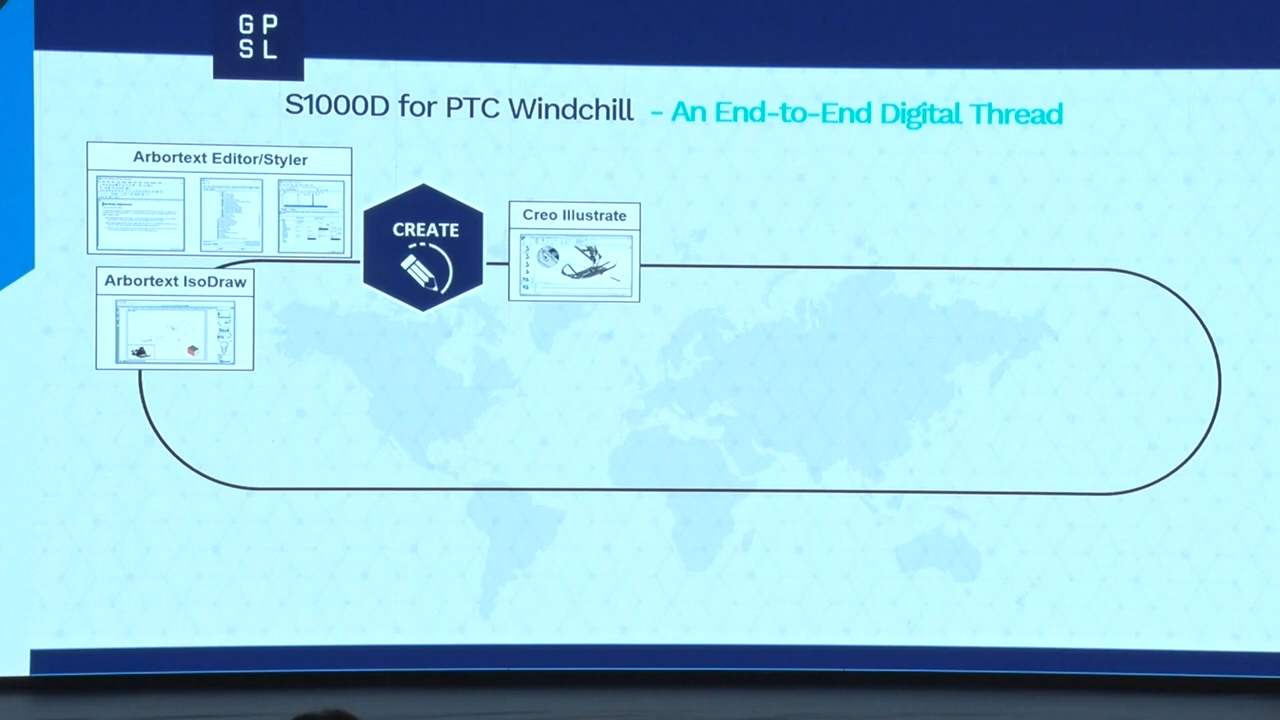 G P
S L
S1000D for PTC Windchill - An End-to-End Digital Thread
Arbortext Editor/Styler
CREATE
Creo Illustrate
Arbortext IsoDraw